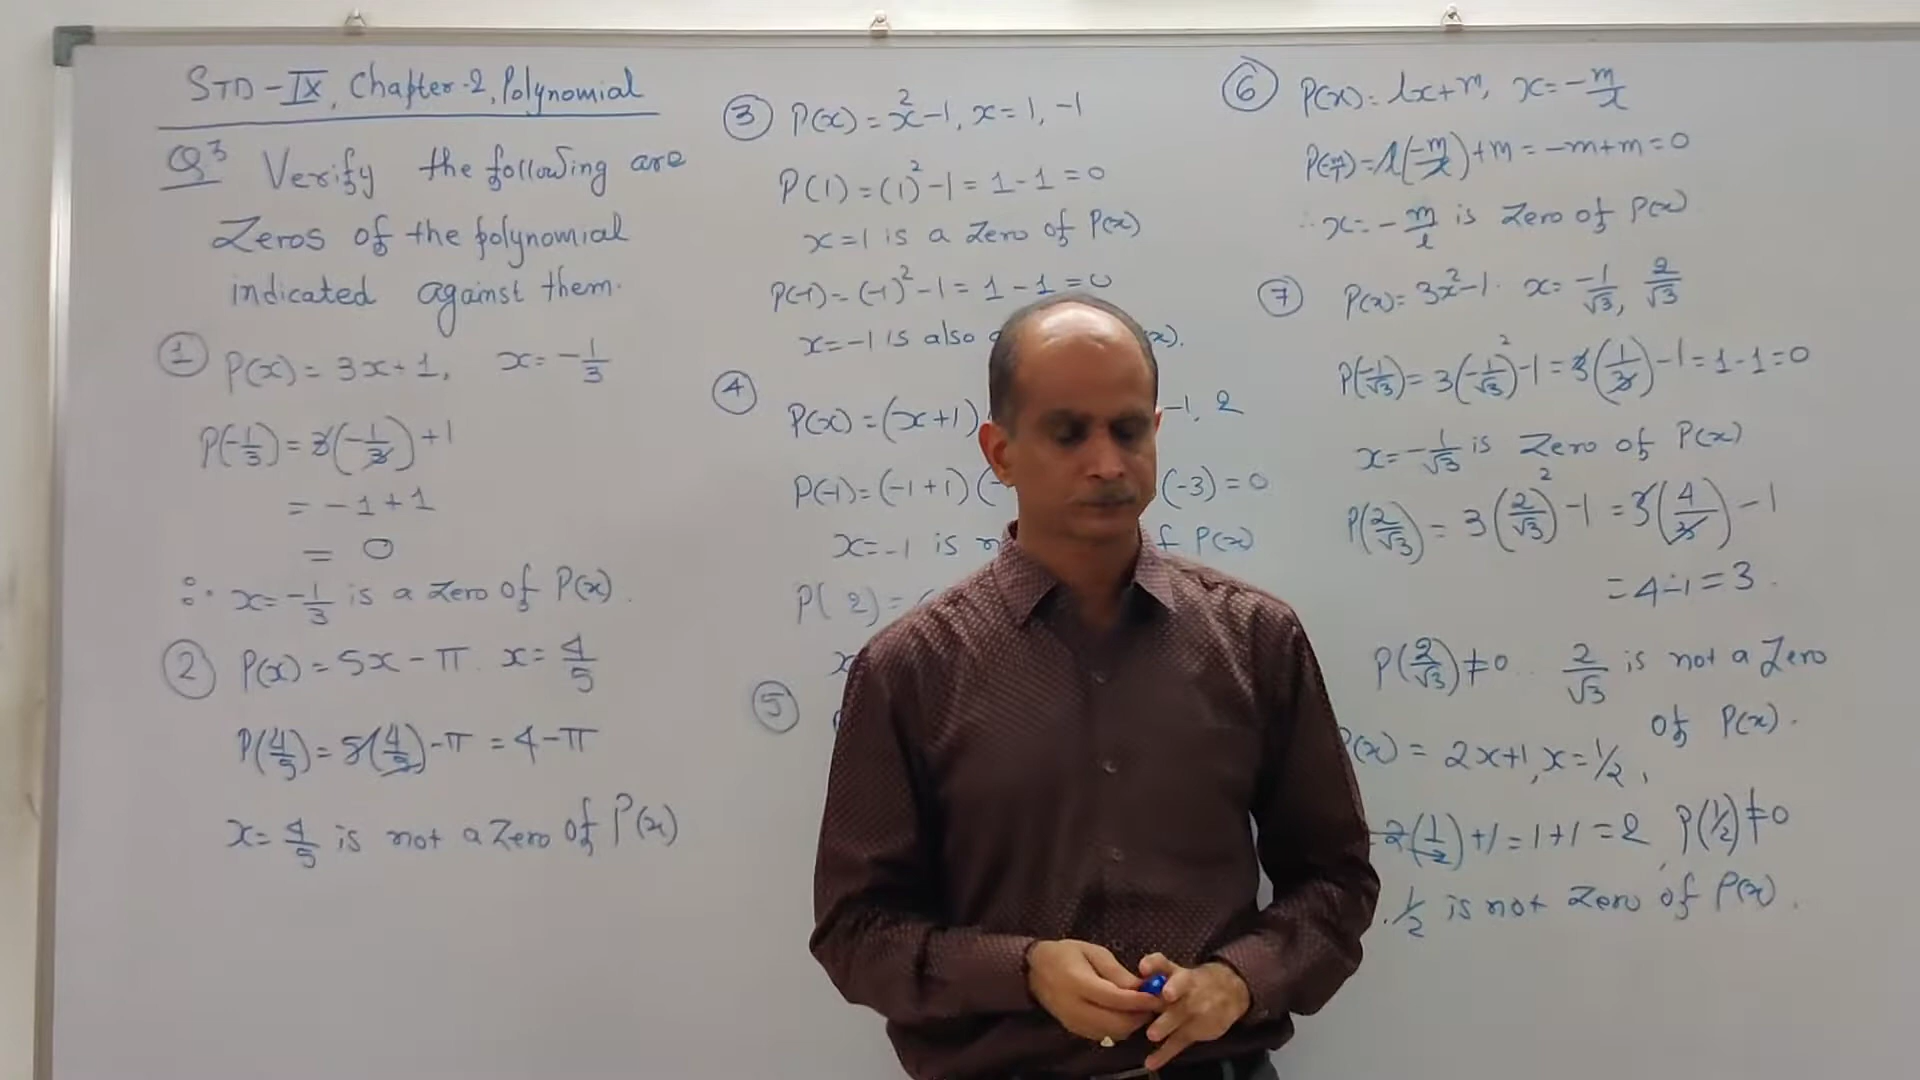 STD-IX, Chapter-2, Polynomial
Q3 Verify the following are
Zeros of the polynomial
indicated against them.
① P(x) = 3x+1, x = -1/3
P(-1/3) = 3(-1/3)+1
= -1+1
= 0
∴ x = -1/3 is a Zero of P(x).
② P(x) = 5x - π. x = 4/5
P(4/5) = 5(4/5) - π = 4 - π
x = 4/5 is not a Zero of P(x)
③ P(x) = x²-1, x = 1, -1
P(1) = (1)² - 1 = 1 - 1 = 0
x = 1 is a Zero of P(x)
P(-1) = (-1)² - 1 = 1 - 1 = 0
x = -1 is also
④ P(x) = (x+1) -1, 2
P(-1) = (-1+1) (-3) = 0
x = -1 is P(x)
P(2) =
x
⑤
⑥ P(x) = lx+m, x = -m/l
P(-m/l) = l(-m/l)+m = -m+m = 0
∴ x = -m/l is Zero of P(x)
⑦ P(x) = 3x²-1. x = -1/√3, 2/√3
P(-1/√3) = 3(-1/√3)² - 1 = 3(1/3) - 1 = 1 - 1 = 0
x = -1/√3 is Zero of P(x)
P(2/√3) = 3(2/√3)² - 1 = 3(4/3) - 1
= 4 - 1 = 3.
P(2/√3) ≠ 0.. 2/√3 is not a Zero
of P(x).
P(x) = 2x+1, x = 1/2,
2(1/2)+1 = 1+1 = 2, P(1/2) ≠ 0
1/2 is not Zero of P(x).